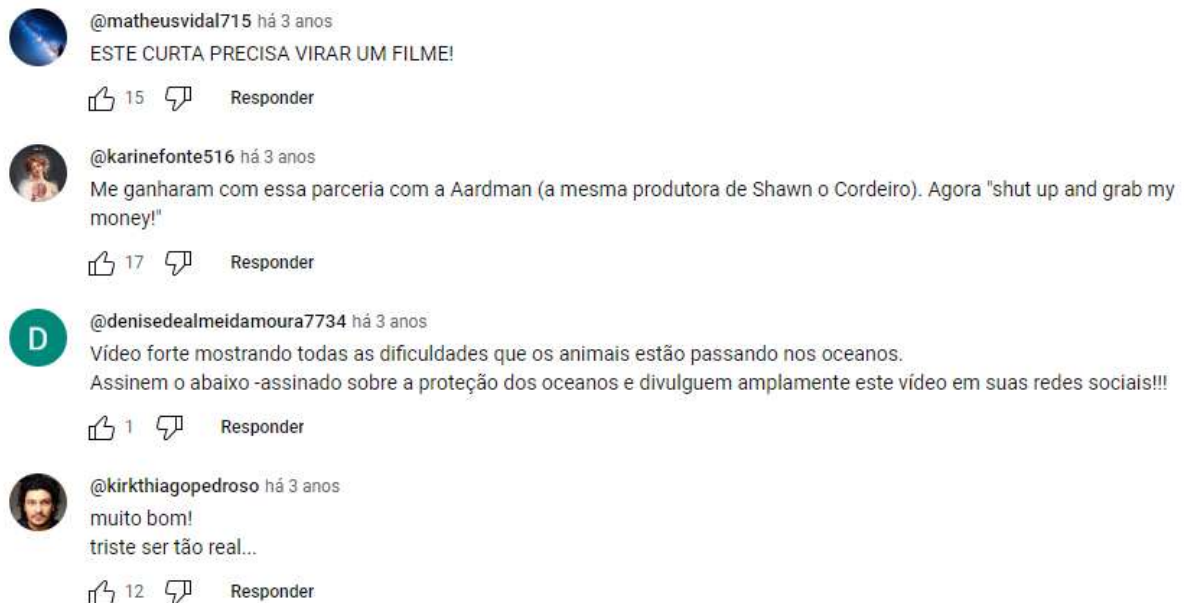 @matheusvidal715 há 3 anos
ESTE CURTA PRECISA VIRAR UM FILME!
15 Responder
@karinefonte516 há 3 anos
Me ganharam com essa parceria com a Aardman (a mesma produtora de Shawn o Cordeiro). Agora "shut up and grab my
money!"
17 Responder
D
@denisedealmeidamoura7734 há 3 anos
Vídeo forte mostrando todas as dificuldades que os animais estão passando nos oceanos.
Assinem o abaixo -assinado sobre a proteção dos oceanos e divulguem amplamente este vídeo em suas redes sociais!!!
1 Responder
@kirkthiagopedroso há 3 anos
muito bom!
triste ser tão real...
12 Responder